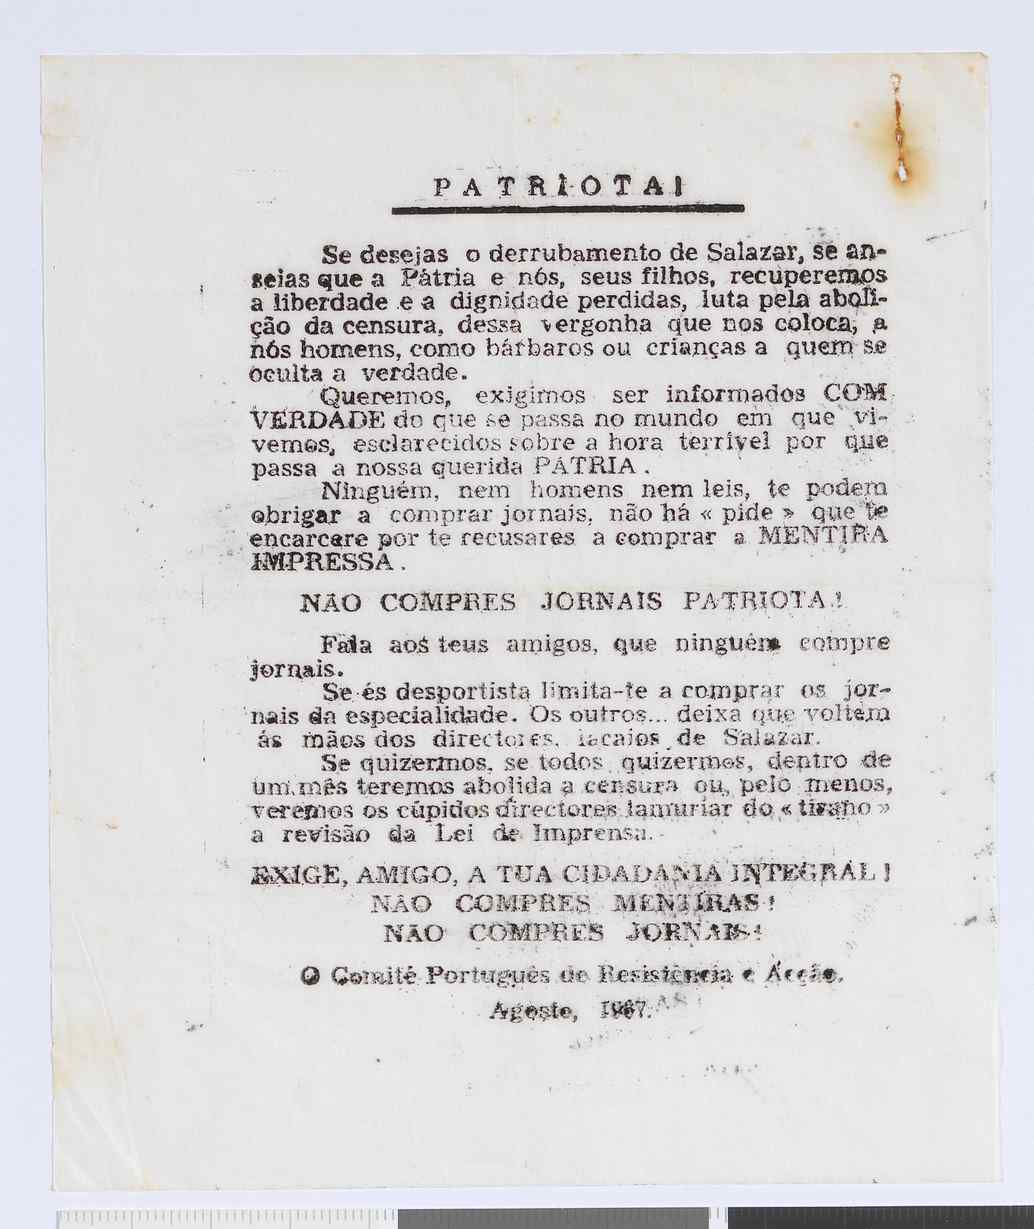 PATRIOTA!
Se desejas o derrubamento de Salazar, se an-
seias que a Pátria e nós, seus filhos, recuperemos
a liberdade e a dignidade perdidas, luta pela aboli-
ção da censura, dessa vergonha que nos coloca, a
nós homens, como bárbaros ou crianças a quem se
oculta a verdade.
Queremos, exigimos ser informados COM
VERDADE do que se passa no mundo em que vi-
vemos, esclarecidos sobre a hora terrível por que
passa a nossa querida PÁTRIA.
Ninguém, nem homens nem leis, te podem
obrigar a comprar jornais, não há « pide » que te
encarcere por te recusares a comprar a MENTIRA
IMPRESSA.
NÃO COMPRES JORNAIS PATRIOTA!
Fala aos teus amigos, que ninguém compre
jornais.
Se és desportista limita-te a comprar os jor-
nais da especialidade. Os outros... deixa que voltem
ás mãos dos directores, lacaios de Salazar.
Se quizermos, se todos quizermos, dentro de
um mês teremos abolida a censura ou, pelo menos,
veremos os cúpidos directores lamuriar do « tirano »
a revisão da Lei de Imprensa.
EXIGE, AMIGO, A TUA CIDADANIA INTEGRAL!
NÃO COMPRES MENTIRAS!
NÃO COMPRES JORNAIS!
O Comité Português de Resistência e Acção.
Agosto, 1967.